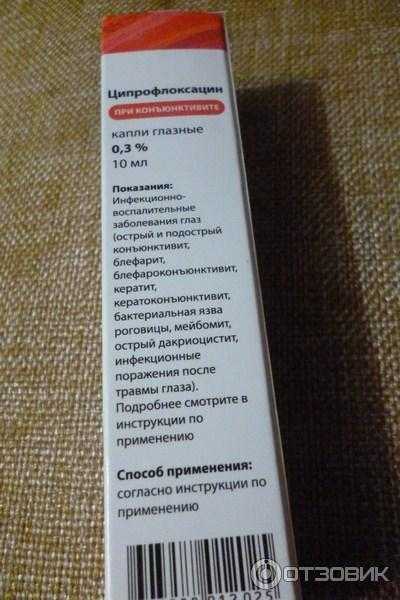 Ципрофлоксацин
ПРИ КОНЪЮНКТИВИТЕ
капли глазные
0,3 %
10 мл
Показания:
Инфекционно-
воспалительные
заболевания глаз
(острый и подострый
конъюнктивит,
блефарит,
блефароконъюнктивит,
кератит,
кератоконъюнктивит,
бактериальная язва
роговицы, мейбомит,
острый дакриоцистит,
инфекционные
поражения после
травмы глаза).
Подробнее смотрите в
инструкции по
применению
Способ применения:
согласно инструкции по
применению
ОТЗОВИК